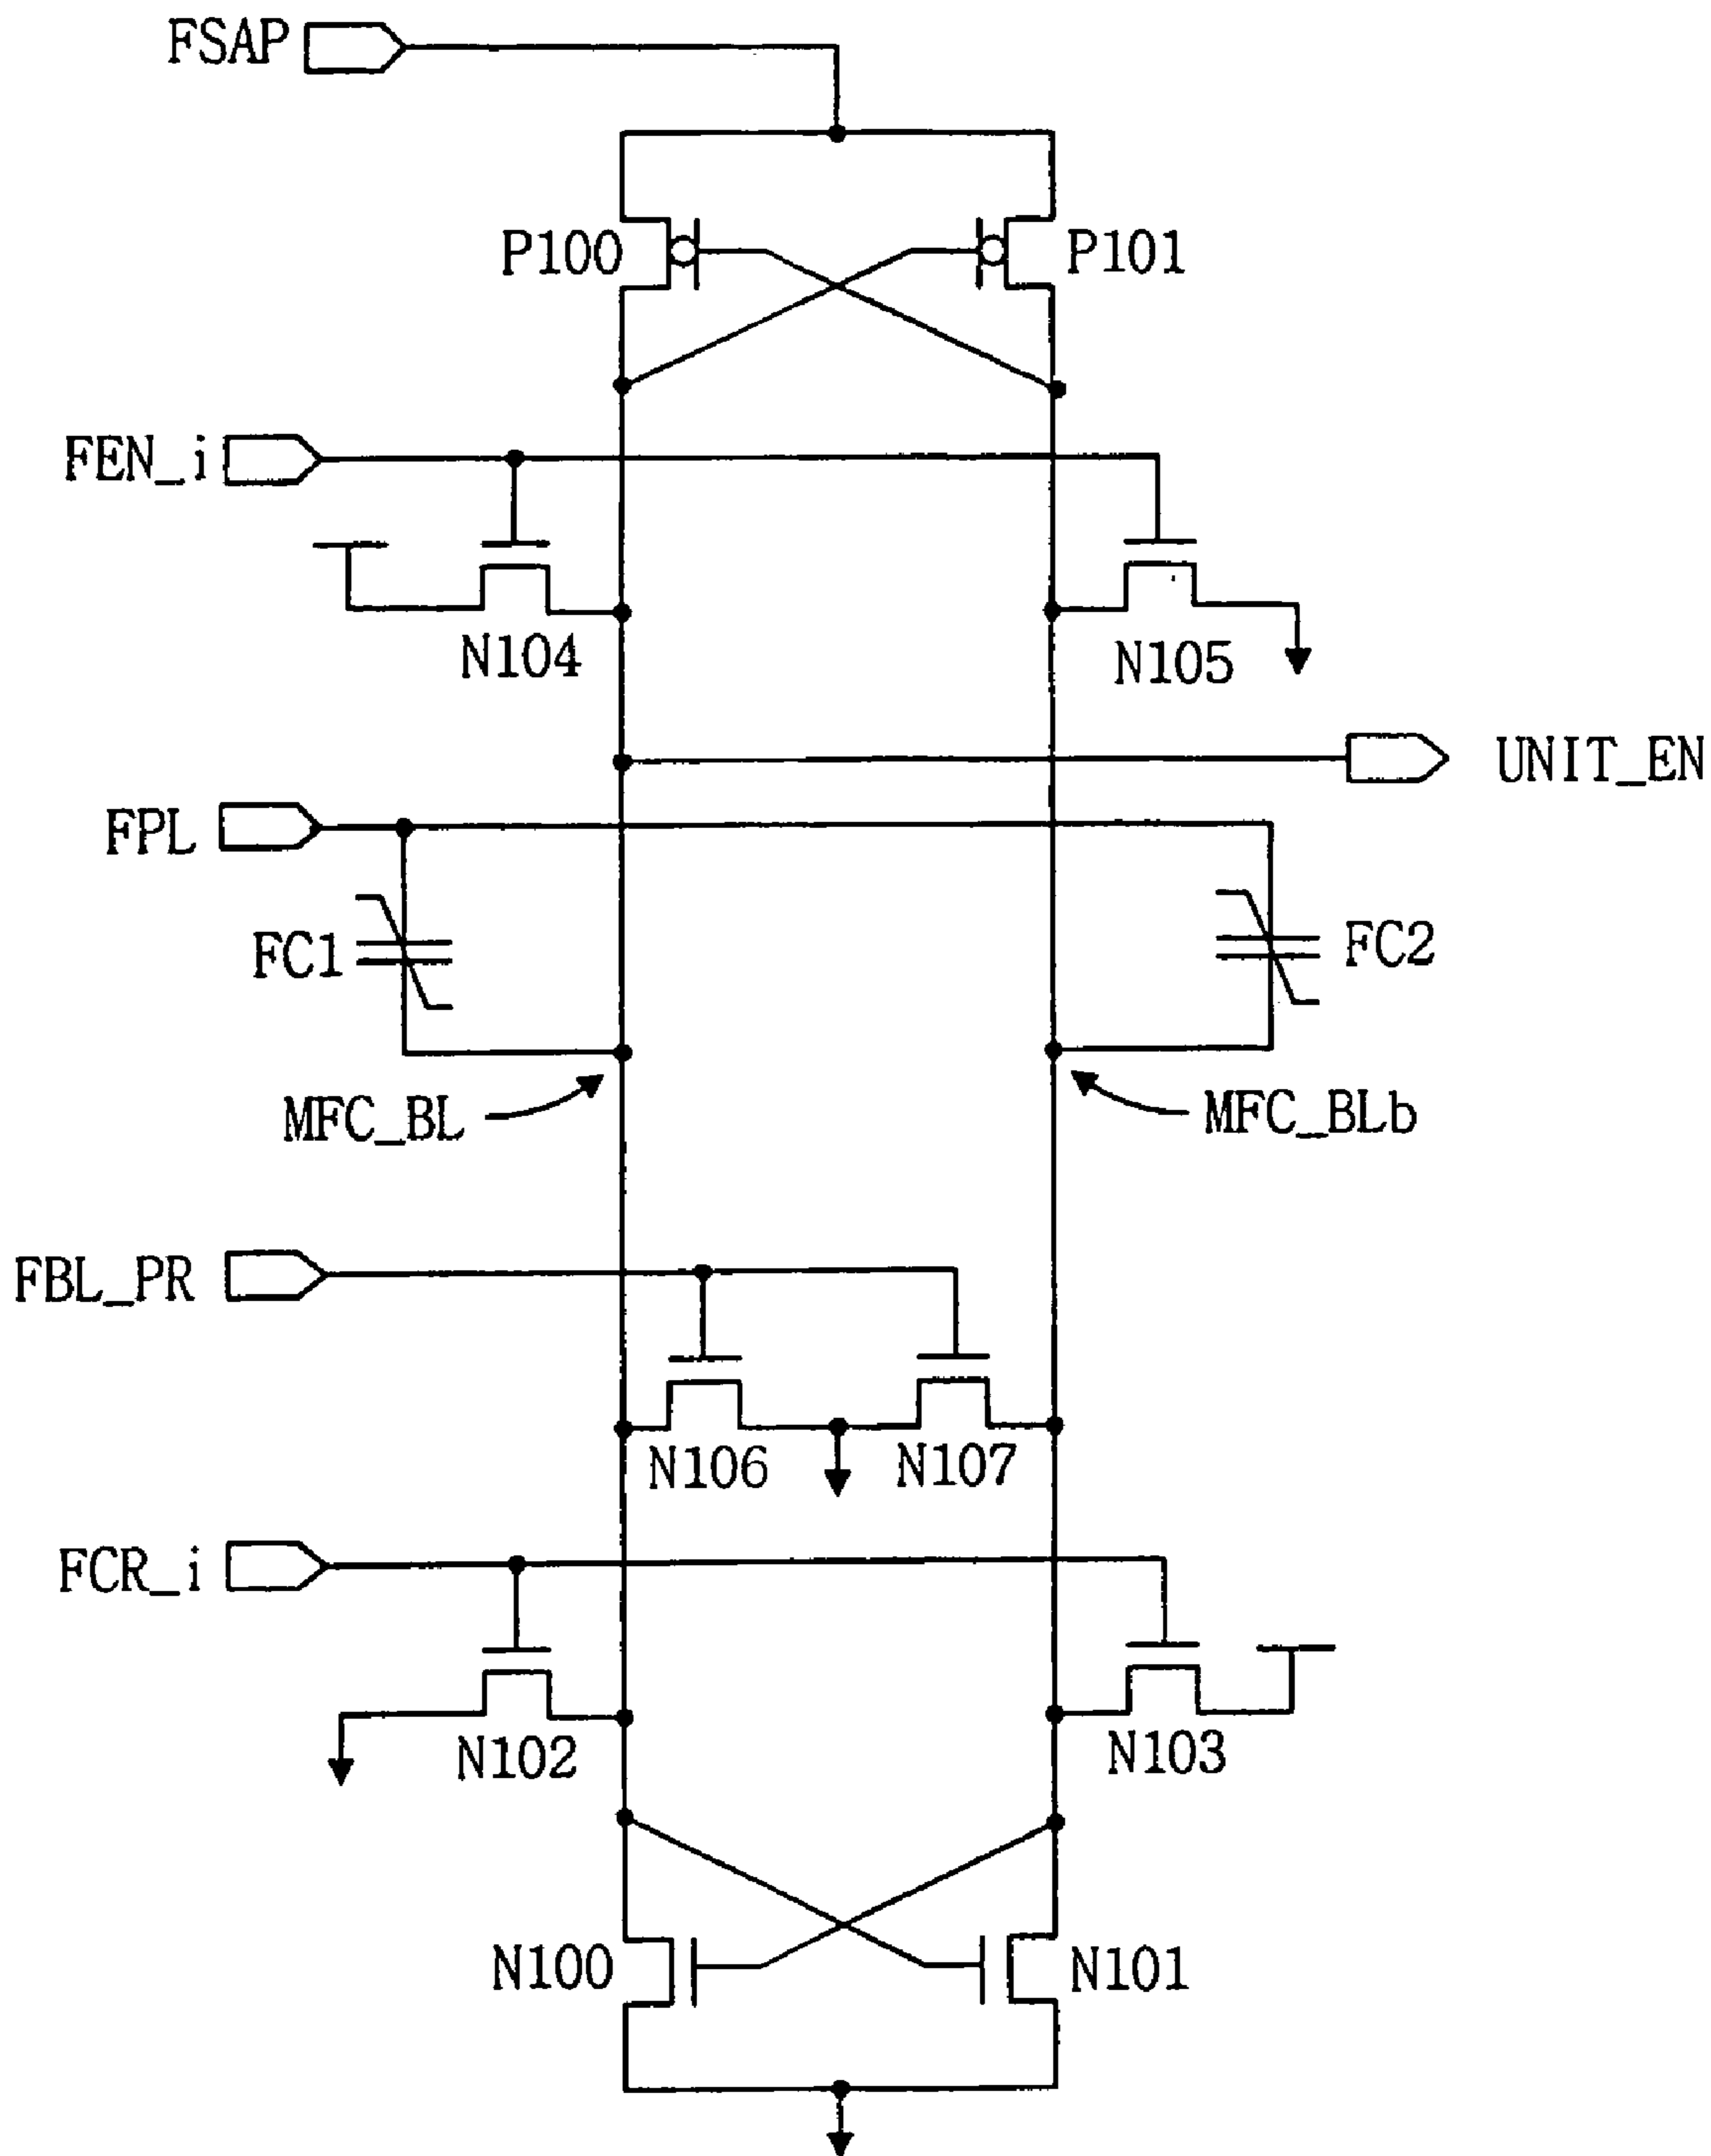 FSAP
P100
P101
FEN_i
N104
N105
UNIT_EN
FPL
FC1
FC2
MFC_BL
MFC_BLb
FBL_PR
N106
N107
FCR_i
N102
N103
N100
N101